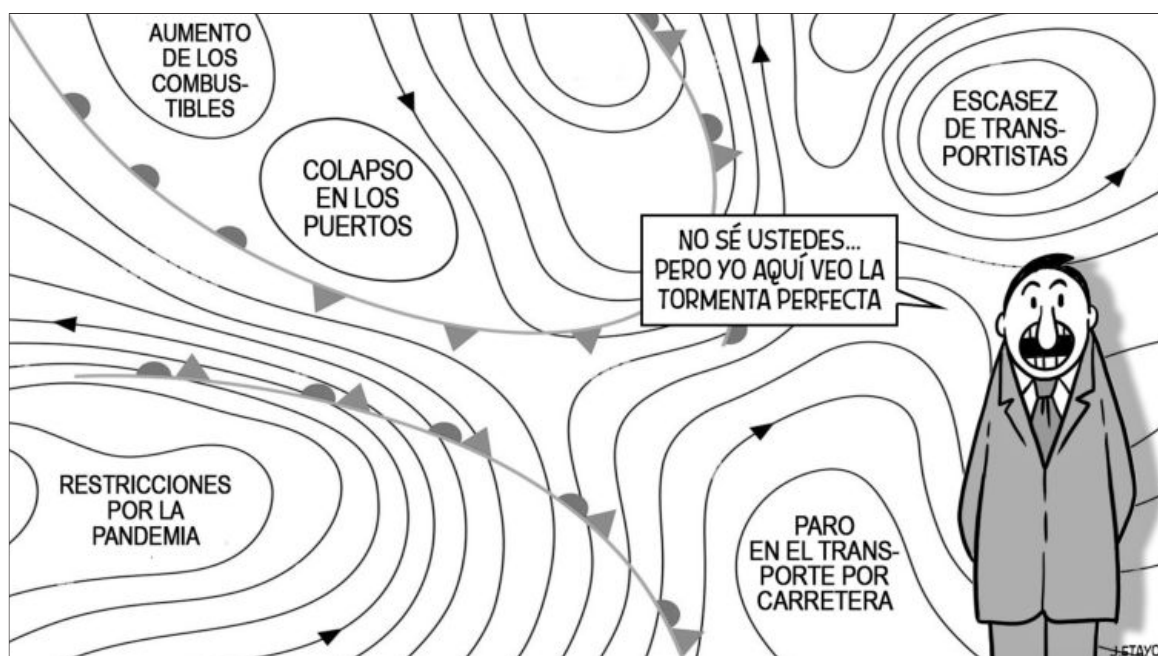 AUMENTO
DE LOS
COMBUS-
TIBLES
COLAPSO
EN LOS
PUERTOS
ESCASEZ
DE TRANS-
PORTISTAS
NO SÉ USTEDES...
PERO YO AQUÍ VEO LA
TORMENTA PERFECTA
RESTRICCIONES
POR LA
PANDEMIA
PARO
EN EL TRANS-
PORTE POR
CARRETERA
J.ETAYO